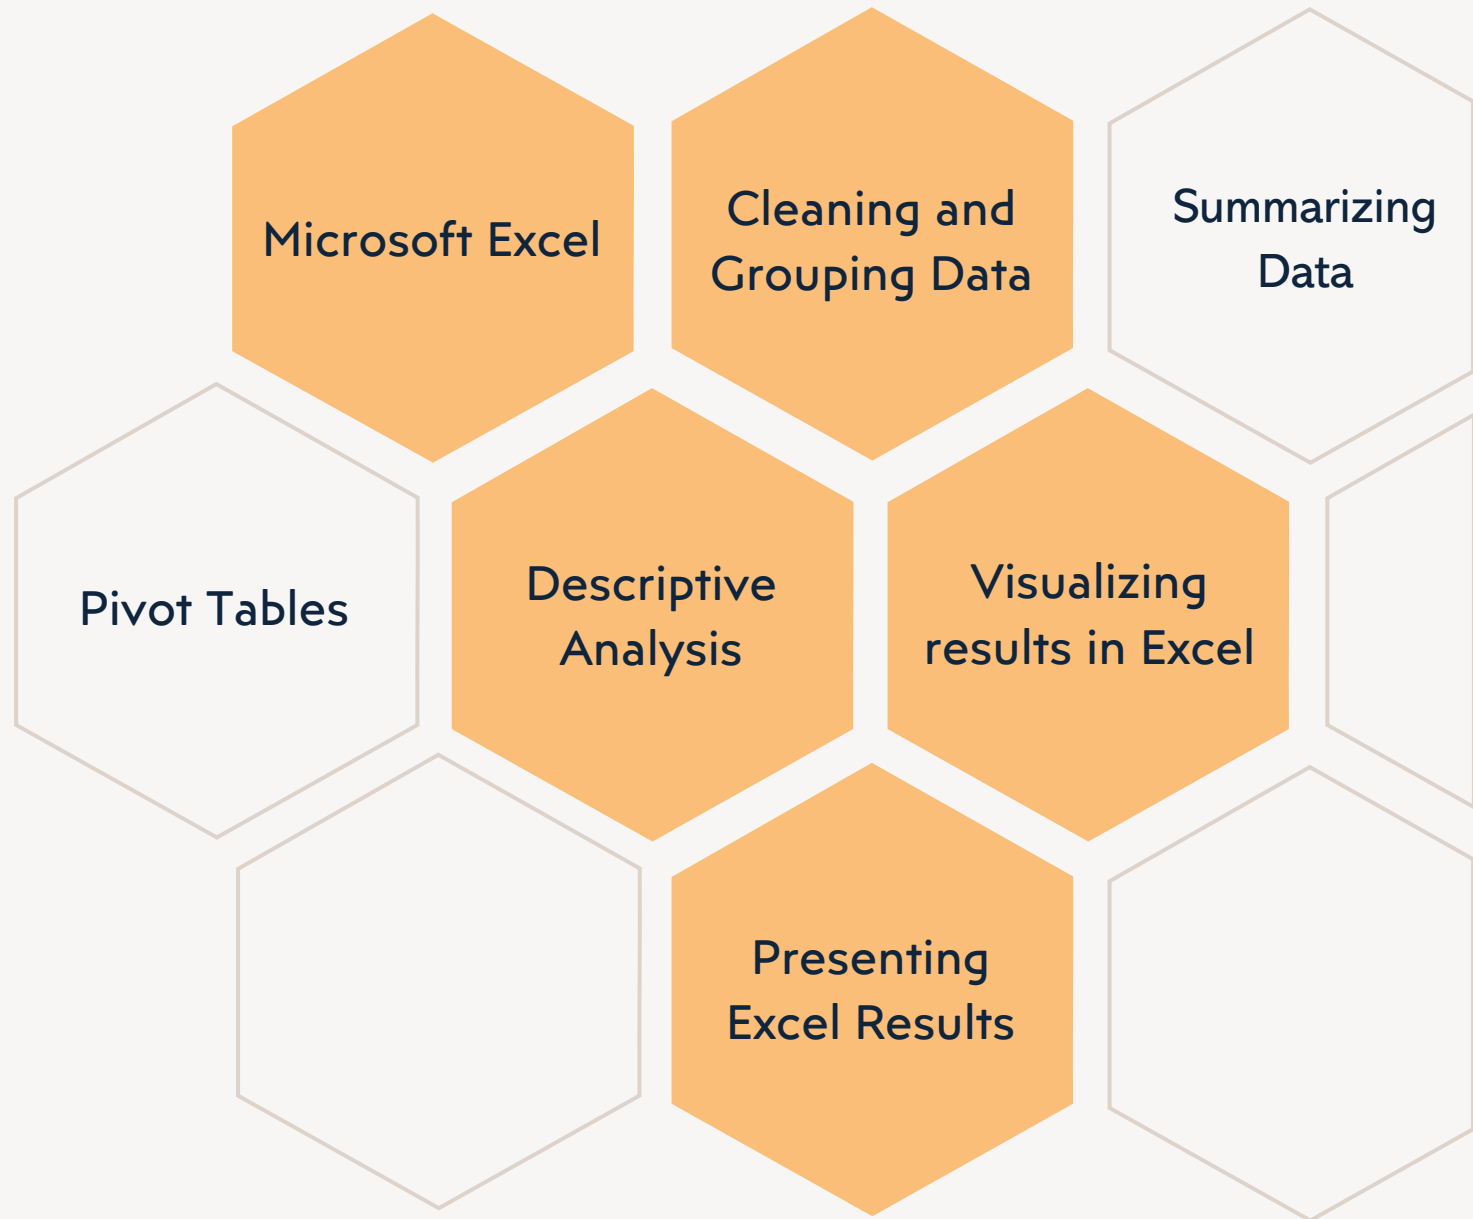 Microsoft Excel
Cleaning and
Grouping Data
Summarizing
Data
Pivot Tables
Descriptive
Analysis
Visualizing
results in Excel
Presenting
Excel Results